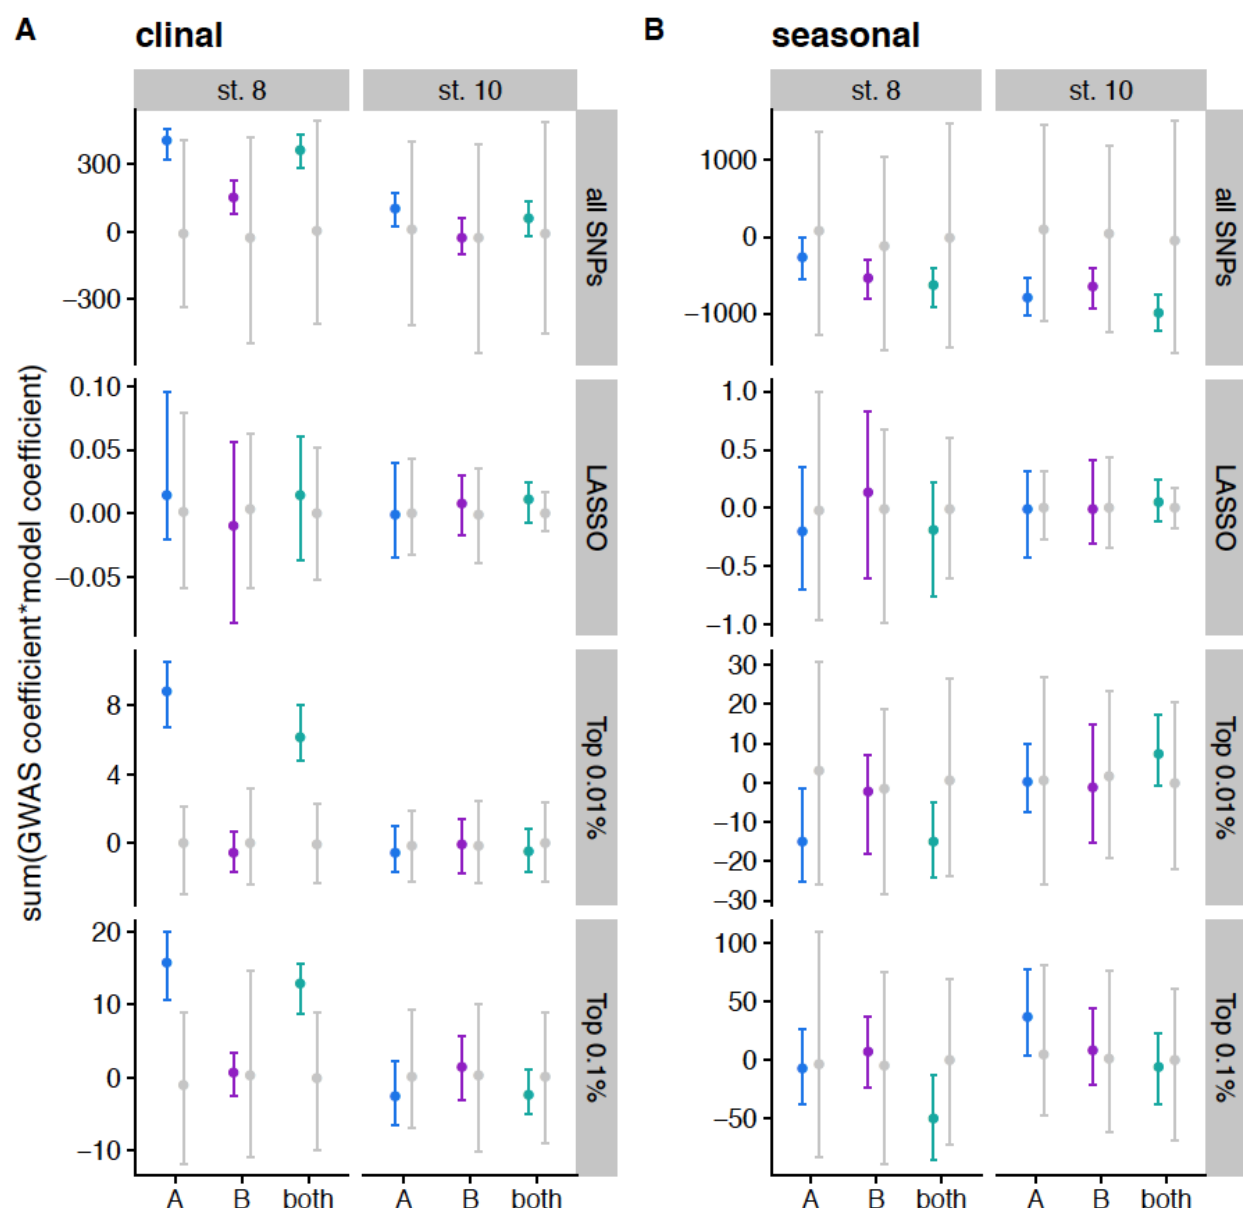 A clinal
B seasonal
st. 8
st. 10
st. 8
st. 10
sum(GWAS coefficient*model coefficient)
300
0
−300
all SNPs
1000
0
−1000
all SNPs
0.10
0.05
0.00
−0.05
LASSO
1.0
0.5
0.0
−0.5
−1.0
LASSO
8
4
0
Top 0.01%
30
20
10
0
−10
−20
−30
Top 0.01%
20
10
0
−10
Top 0.1%
100
50
0
−50
Top 0.1%
A B both
A B both
A B both
A B both